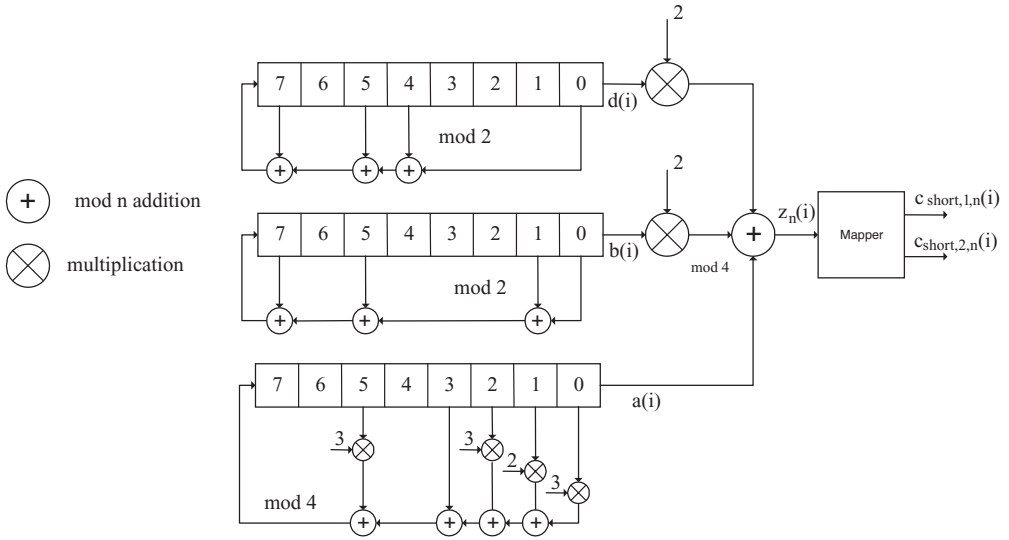 2
7 6 5 4 3 2 1 0
d(i)
mod 2
+ + +
2
+ mod n addition
multiplication
7 6 5 4 3 2 1 0
b(i)
mod 2
+ + +
mod 4
+
z_n(i)
Mapper
c short,1,n(i)
c short,2,n(i)
7 6 5 4 3 2 1 0
a(i)
3 3 2 3
mod 4
+ + + +